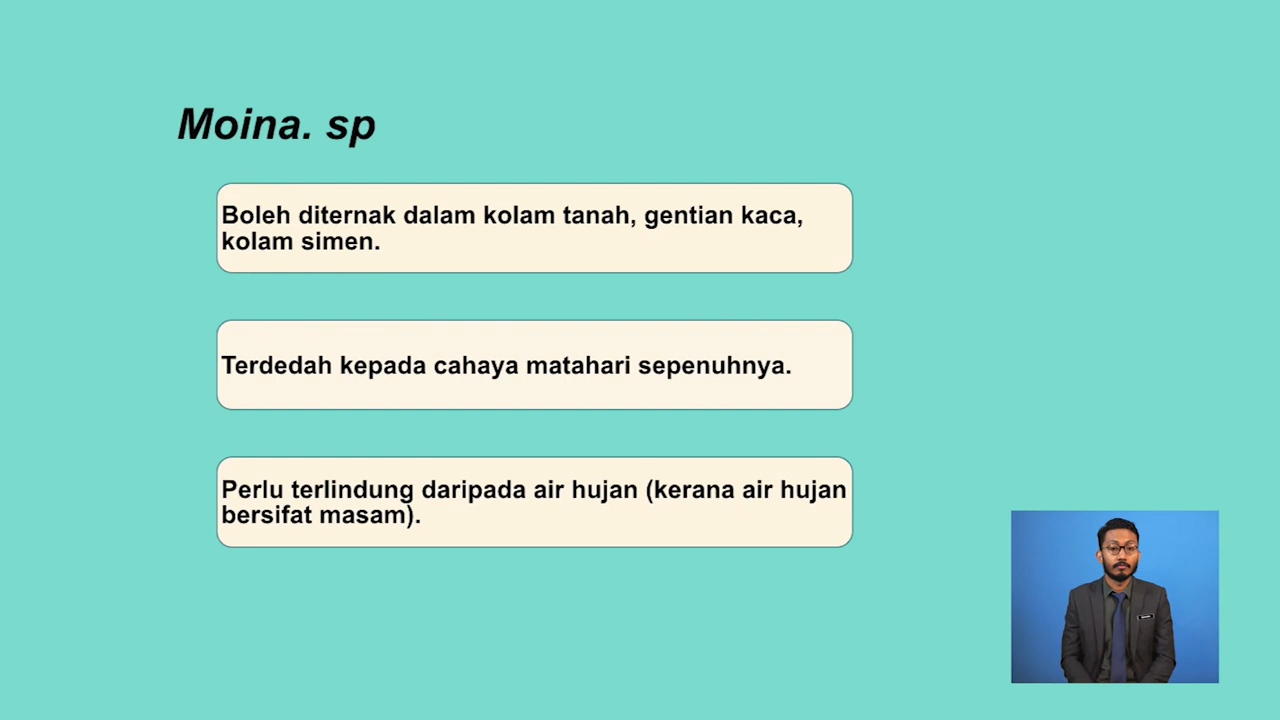 Moina. sp
Boleh diternak dalam kolam tanah, gentian kaca,
kolam simen.
Terdedah kepada cahaya matahari sepenuhnya.
Perlu terlindung daripada air hujan (kerana air hujan
bersifat masam).